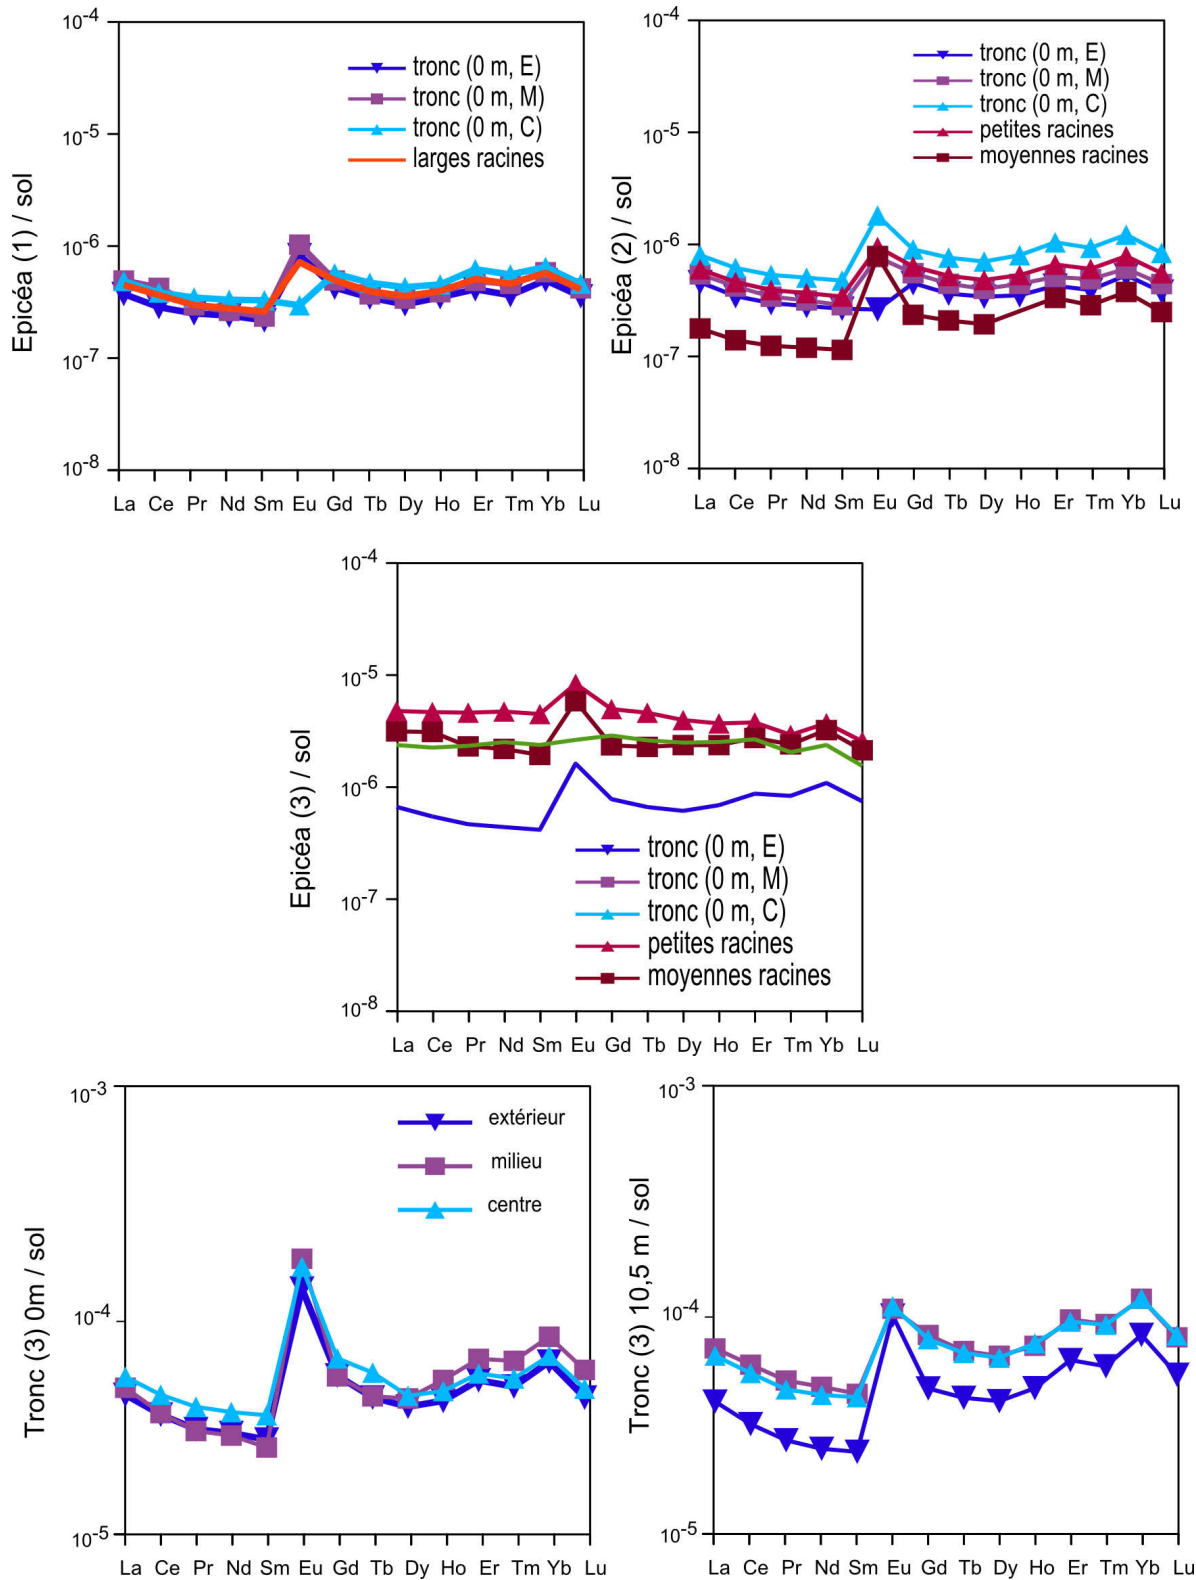 10-4
10-5
10-6
10-7
10-8
Epicéa (1) / sol
tronc (0 m, E)
tronc (0 m, M)
tronc (0 m, C)
larges racines
La Ce Pr Nd Sm Eu Gd Tb Dy Ho Er Tm Yb Lu
10-4
10-5
10-6
10-7
10-8
Epicéa (2) / sol
tronc (0 m, E)
tronc (0 m, M)
tronc (0 m, C)
petites racines
moyennes racines
La Ce Pr Nd Sm Eu Gd Tb Dy Ho Er Tm Yb Lu
10-4
10-5
10-6
10-7
10-8
Epicéa (3) / sol
tronc (0 m, E)
tronc (0 m, M)
tronc (0 m, C)
petites racines
moyennes racines
La Ce Pr Nd Sm Eu Gd Tb Dy Ho Er Tm Yb Lu
10-3
10-4
10-5
Tronc (3) 0m / sol
extérieur
milieu
centre
La Ce Pr Nd Sm Eu Gd Tb Dy Ho Er Tm Yb Lu
10-3
10-4
10-5
Tronc (3) 10,5 m / sol
La Ce Pr Nd Sm Eu Gd Tb Dy Ho Er Tm Yb Lu